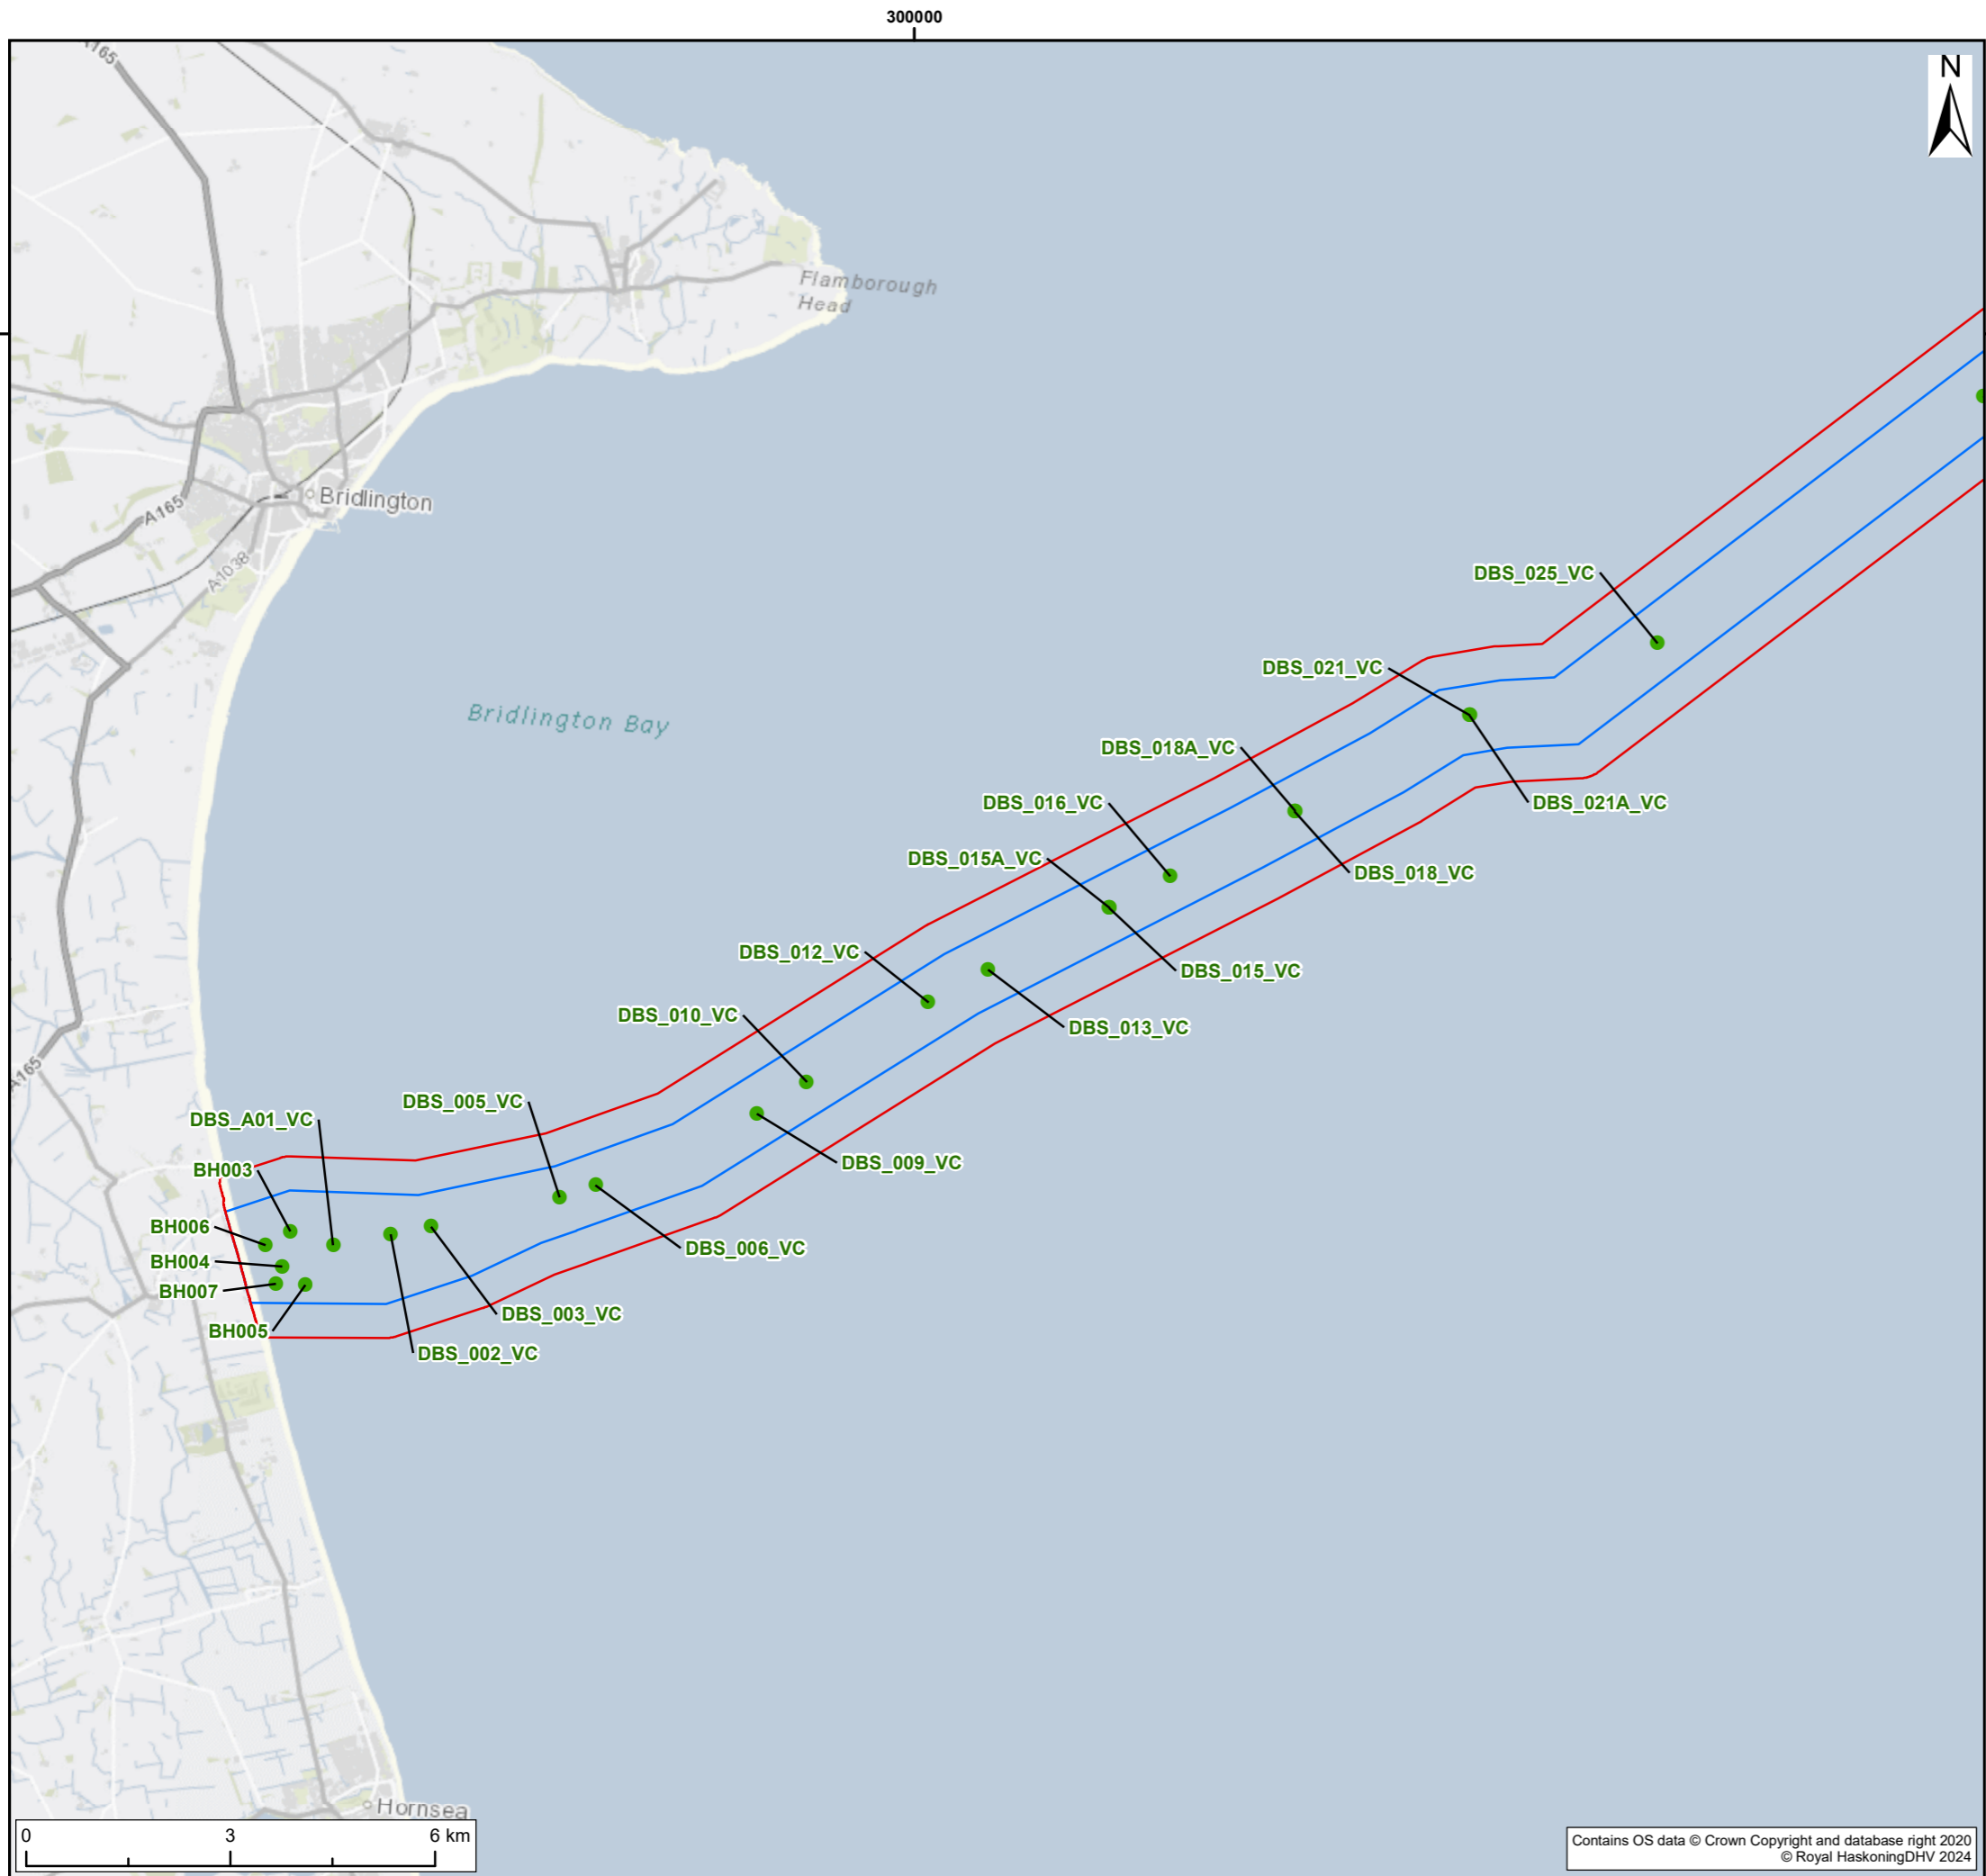 300000
N
A165
Flamborough
Head
Bridlington
A165
A1038
Bridlington Bay
DBS_025_VC
DBS_021_VC
DBS_018A_VC
DBS_021A_VC
DBS_016_VC
DBS_015A_VC
DBS_018_VC
DBS_012_VC
DBS_015_VC
DBS_010_VC
DBS_013_VC
A165
DBS_005_VC
DBS_A01_VC
DBS_009_VC
BH003
BH006
DBS_006_VC
BH004
BH007
DBS_003_VC
BH005
DBS_002_VC
Hornsea
0 3 6 km
Contains OS data © Crown Copyright and database right 2020
© Royal HaskoningDHV 2024